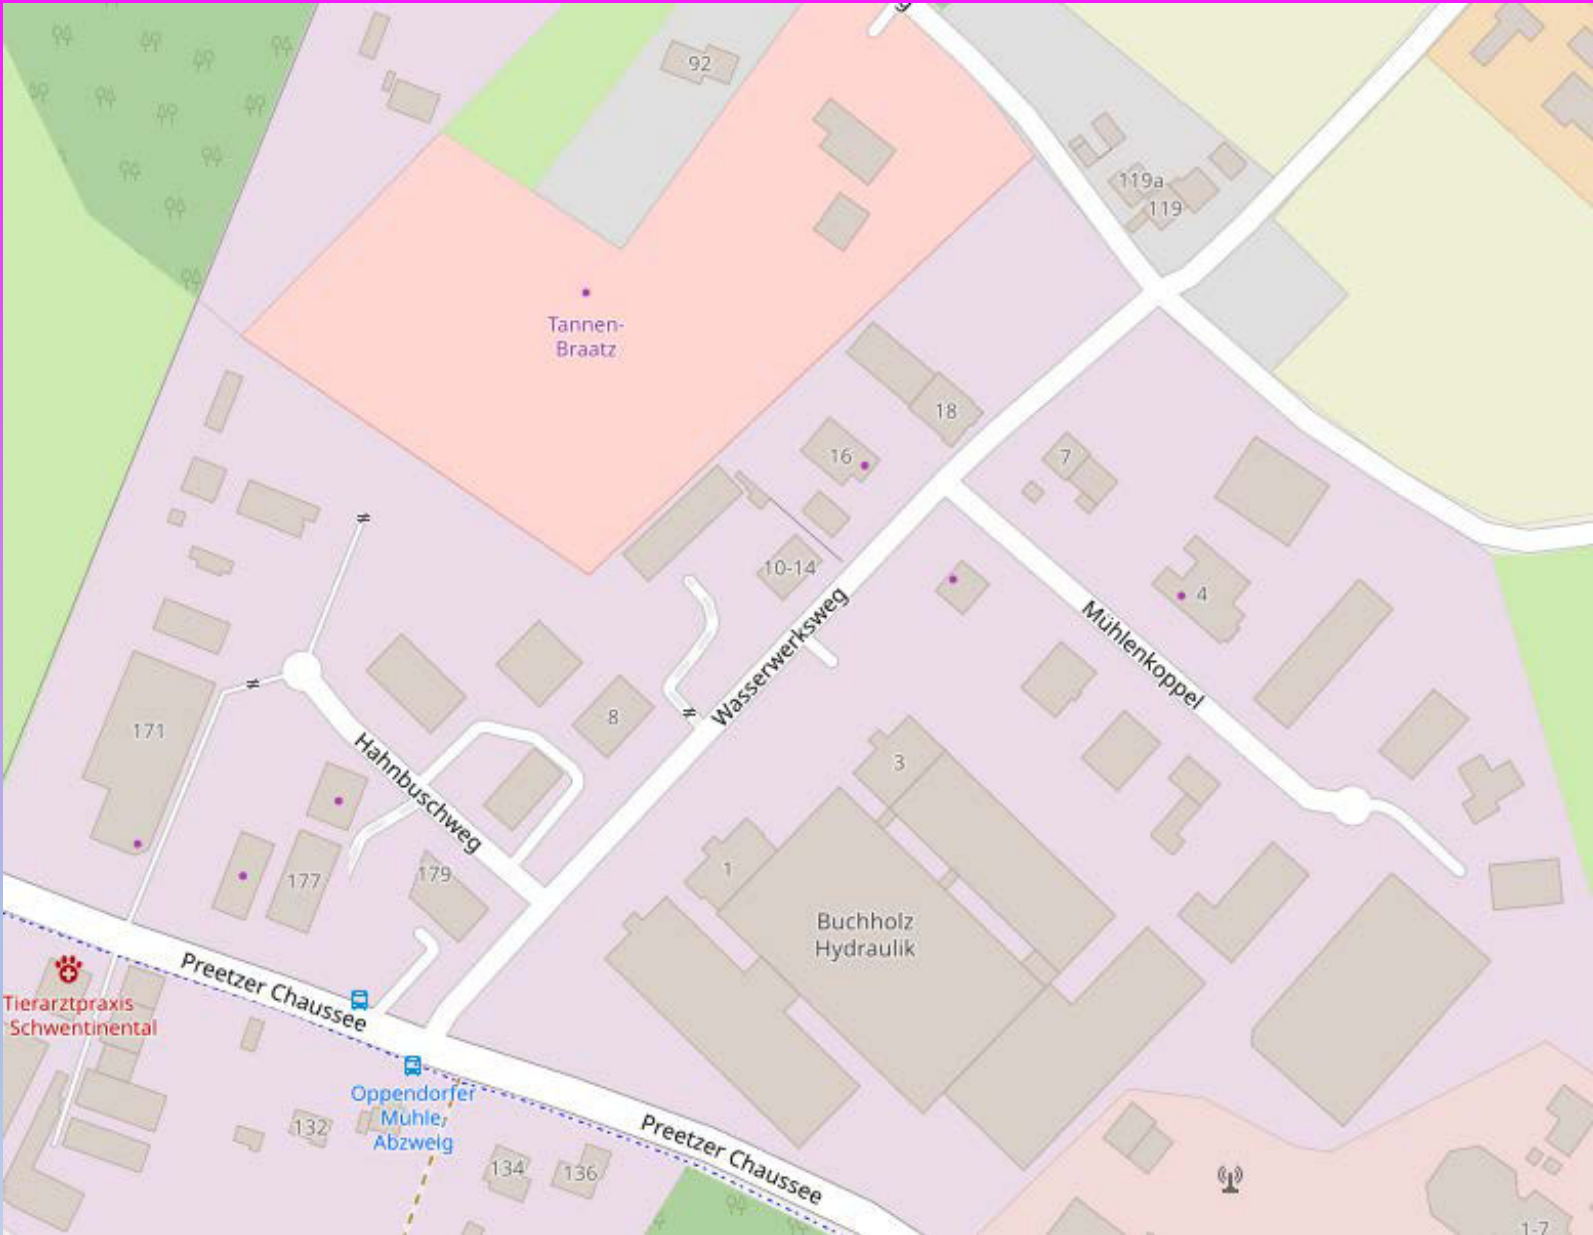 92
119a
119
Tannen-
Braatz
18
16
7
10-14
4
Wasserwerksweg
Mühlenkoppel
8
171
3
Hahnbuschweg
1
179
177
Buchholz
Hydraulik
Preetzer Chaussee
Tierarztpraxis
Schwentinental
Oppendorfer
Mühle,
Abzweig
132
Preetzer Chaussee
134
136
1-7